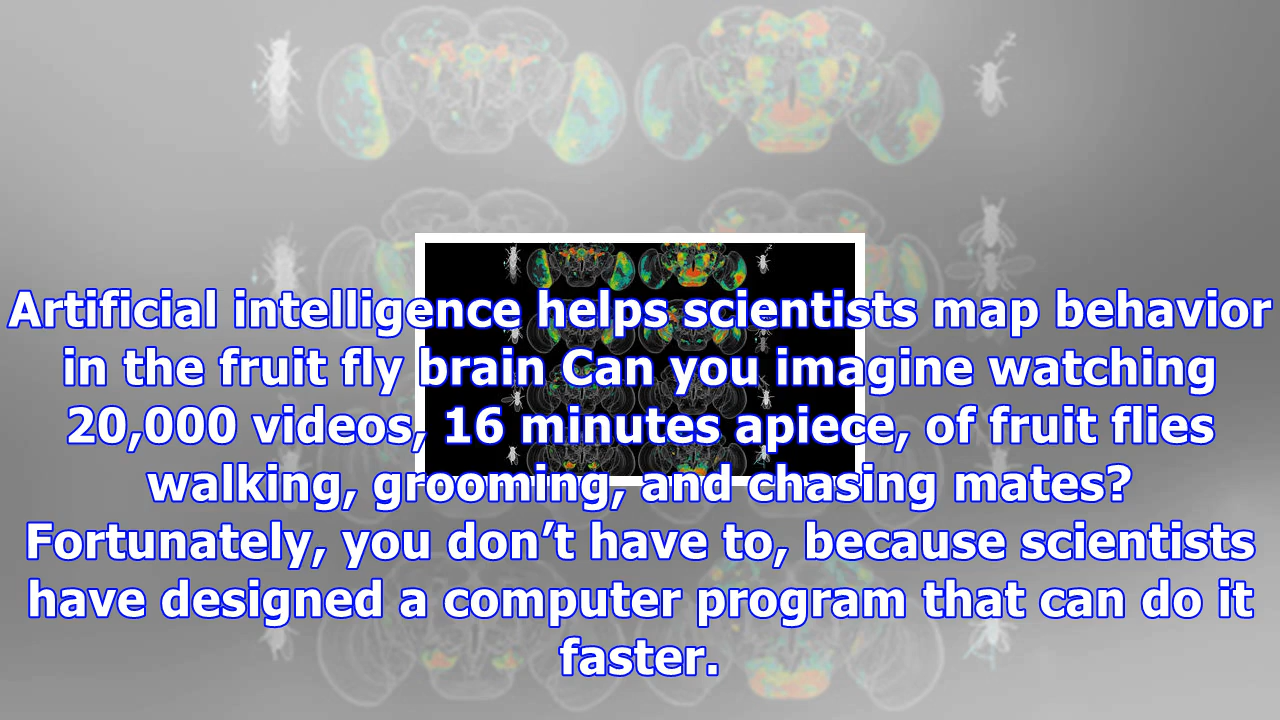 Artificial intelligence helps scientists map behavior
in the fruit fly brain Can you imagine watching
20,000 videos, 16 minutes apiece, of fruit flies
walking, grooming, and chasing mates?
Fortunately, you don’t have to, because scientists
have designed a computer program that can do it
faster.